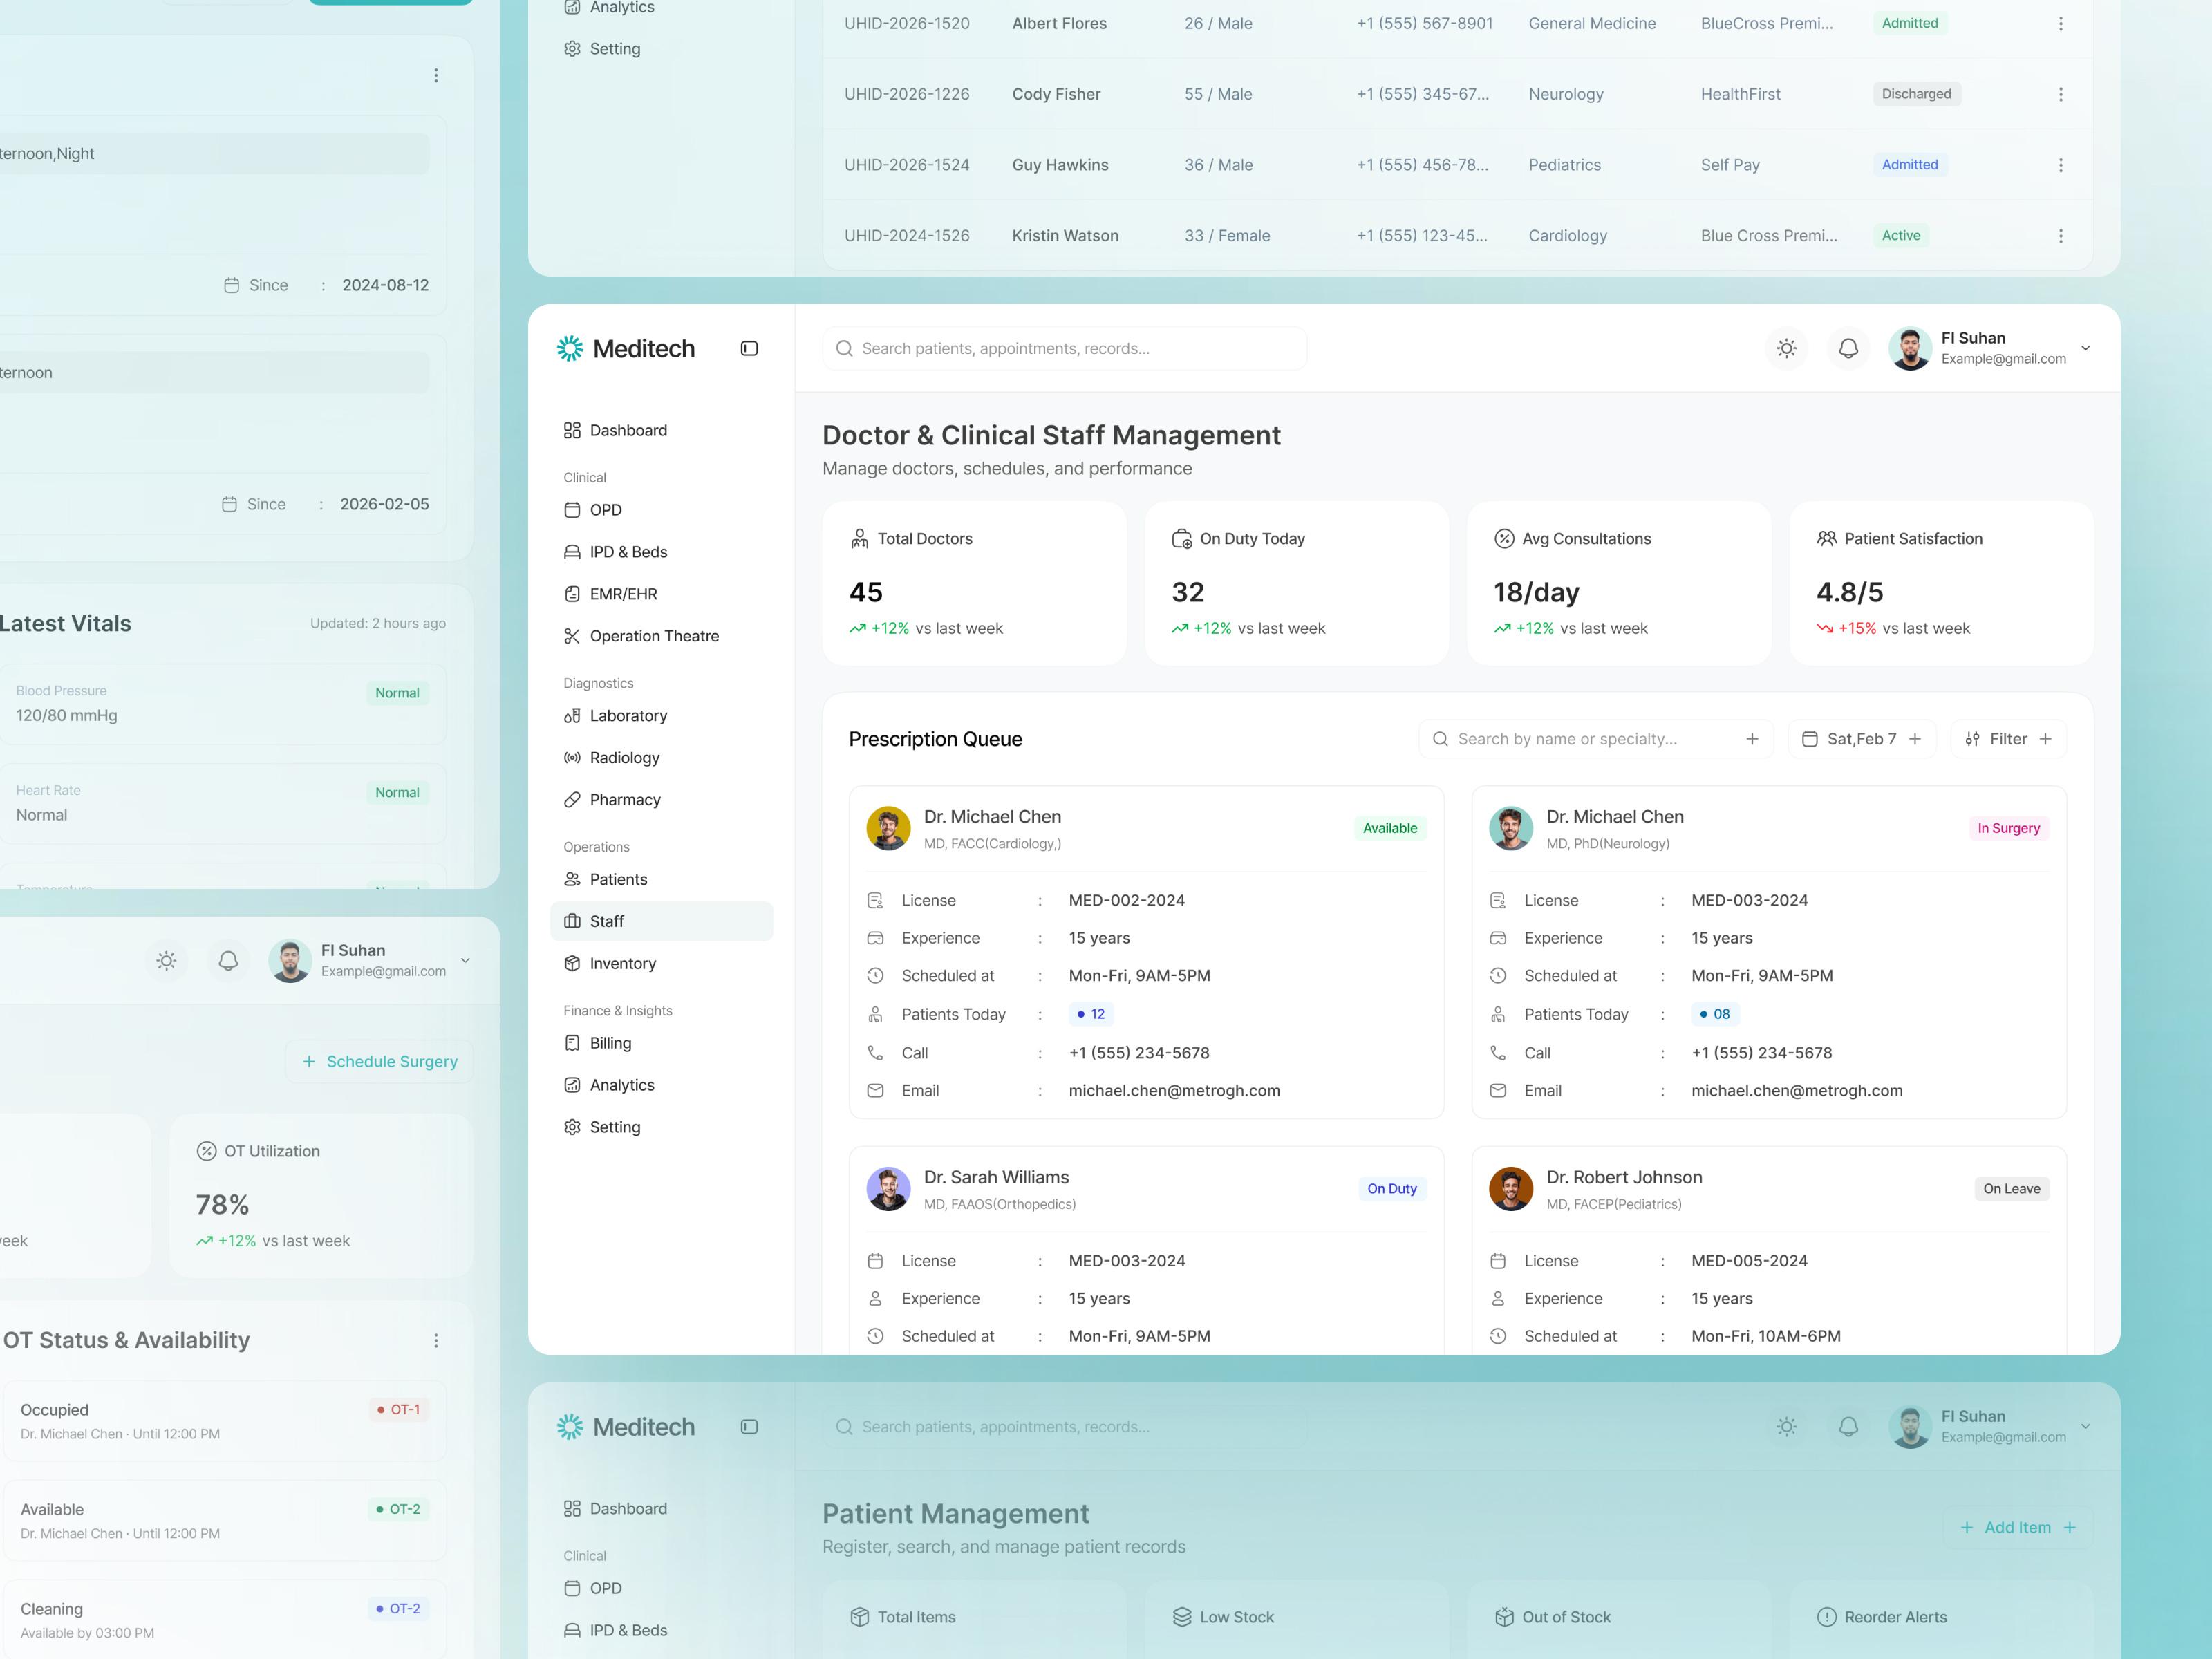 ternoon,Night
Since : 2024-08-12
ternoon
Since : 2026-02-05
Latest Vitals
Updated: 2 hours ago
Blood Pressure
120/80 mmHg
Normal
Heart Rate
Normal
Normal
FI Suhan
Example@gmail.com
+ Schedule Surgery
eek
OT Utilization
78%
+12% vs last week
OT Status & Availability
Occupied
Dr. Michael Chen · Until 12:00 PM
OT-1
Available
Dr. Michael Chen · Until 12:00 PM
OT-2
Cleaning
Available by 03:00 PM
OT-2
Analytics
Setting
UHID-2026-1520 Albert Flores 26 / Male +1 (555) 567-8901 General Medicine BlueCross Premi... Admitted
UHID-2026-1226 Cody Fisher 55 / Male +1 (555) 345-67... Neurology HealthFirst Discharged
UHID-2026-1524 Guy Hawkins 36 / Male +1 (555) 456-78... Pediatrics Self Pay Admitted
UHID-2024-1526 Kristin Watson 33 / Female +1 (555) 123-45... Cardiology Blue Cross Premi... Active
Meditech
Dashboard
Clinical
OPD
IPD & Beds
EMR/EHR
Operation Theatre
Diagnostics
Laboratory
Radiology
Pharmacy
Operations
Patients
Staff
Inventory
Finance & Insights
Billing
Analytics
Setting
Search patients, appointments, records...
FI Suhan
Example@gmail.com
Doctor & Clinical Staff Management
Manage doctors, schedules, and performance
Total Doctors
45
+12% vs last week
On Duty Today
32
+12% vs last week
Avg Consultations
18/day
+12% vs last week
Patient Satisfaction
4.8/5
+15% vs last week
Prescription Queue
Search by name or specialty... +
Sat,Feb 7 +
Filter +
Dr. Michael Chen
MD, FACC(Cardiology,)
Available
License : MED-002-2024
Experience : 15 years
Scheduled at : Mon-Fri, 9AM-5PM
Patients Today : 12
Call : +1 (555) 234-5678
Email : michael.chen@metrogh.com
Dr. Michael Chen
MD, PhD(Neurology)
In Surgery
License : MED-003-2024
Experience : 15 years
Scheduled at : Mon-Fri, 9AM-5PM
Patients Today : 08
Call : +1 (555) 234-5678
Email : michael.chen@metrogh.com
Dr. Sarah Williams
MD, FAAOS(Orthopedics)
On Duty
License : MED-003-2024
Experience : 15 years
Scheduled at : Mon-Fri, 9AM-5PM
Dr. Robert Johnson
MD, FACEP(Pediatrics)
On Leave
License : MED-005-2024
Experience : 15 years
Scheduled at : Mon-Fri, 10AM-6PM
Meditech
Dashboard
Clinical
OPD
IPD & Beds
Search patients, appointments, records...
FI Suhan
Example@gmail.com
Patient Management
Register, search, and manage patient records
+ Add Item +
Total Items
Low Stock
Out of Stock
Reorder Alerts